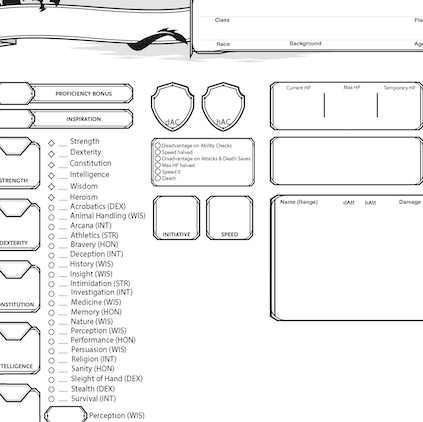 Class
Pla
Race
Background
Age
PROFICIENCY BONUS
Current HP
Max HP
Temporary HP
INSPIRATION
dAC
hAC
STRENGTH
DEXTERITY
ONSTITUTION
TELLIGENCE
Strength
Dexterity
Constitution
Intelligence
Wisdom
Heroism
Acrobatics (DEX)
Animal Handling (WIS)
Arcana (INT)
Athletics (STR)
Bravery (HON)
Deception (INT)
History (WIS)
Insight (WIS)
Intimidation (STR)
Investigation (INT)
Medicine (WIS)
Memory (HON)
Nature (WIS)
Perception (WIS)
Performance (HON)
Persuasion (WIS)
Religion (INT)
Sanity (HON)
Sleight of Hand (DEX)
Stealth (DEX)
Survival (INT)
Perception (WIS)
Disadvantage on Ability Checks
Speed halved
Disadvantage on Attacks & Death Saves
Max HP halved
Speed 0
Death
INITIATIVE
SPEED
Name (Range)
dAtt
hAtt
Damage